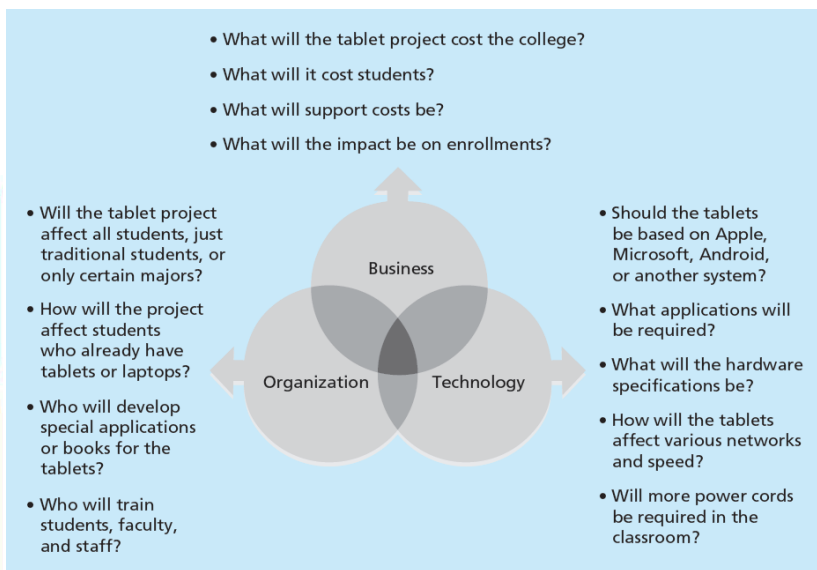 • What will the tablet project cost the college?
• What will it cost students?
• What will support costs be?
• What will the impact be on enrollments?
• Will the tablet project
affect all students, just
traditional students, or
only certain majors?
• How will the project
affect students
who already have
tablets or laptops?
• Who will develop
special applications
or books for the
tablets?
• Who will train
students, faculty,
and staff?
Business
Organization
Technology
• Should the tablets
be based on Apple,
Microsoft, Android,
or another system?
• What applications will
be required?
• What will the hardware
specifications be?
• How will the tablets
affect various networks
and speed?
• Will more power cords
be required in the
classroom?